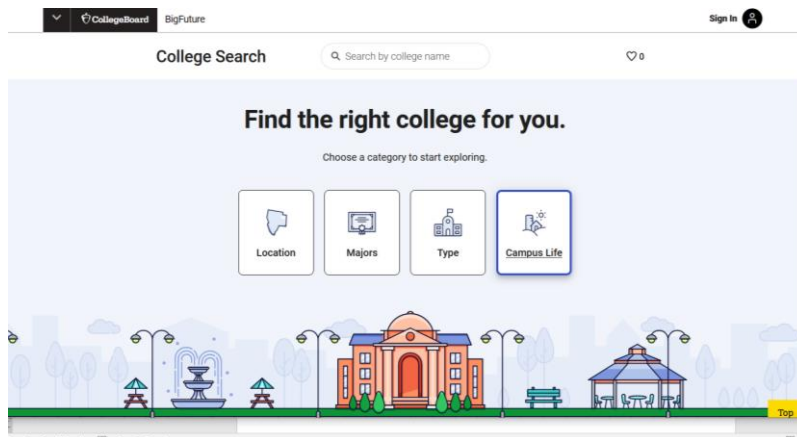 CollegeBoard BigFuture Sign In
College Search Search by college name 0
Find the right college for you.
Choose a category to start exploring.
Location Majors Type Campus Life
Top